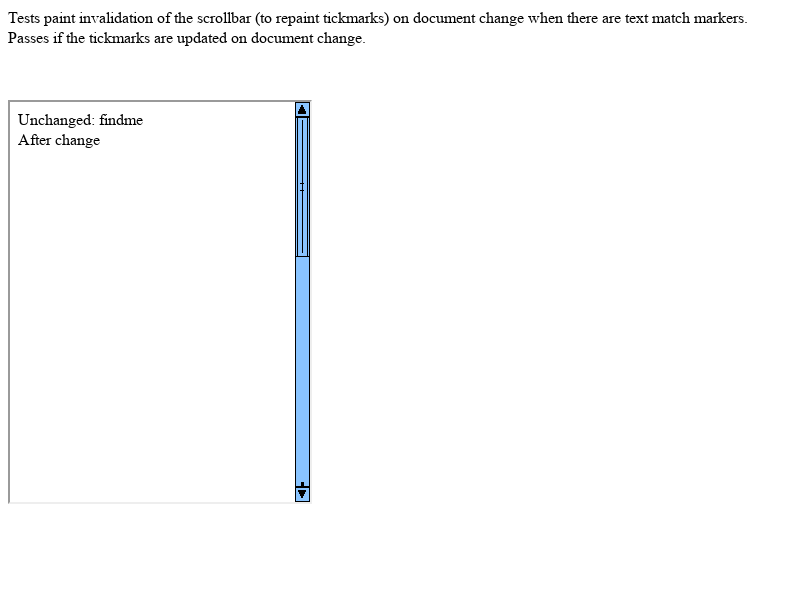 Tests paint invalidation of the scrollbar (to repaint tickmarks) on document change when there are text match markers.
Passes if the tickmarks are updated on document change.
Unchanged: findme
After change